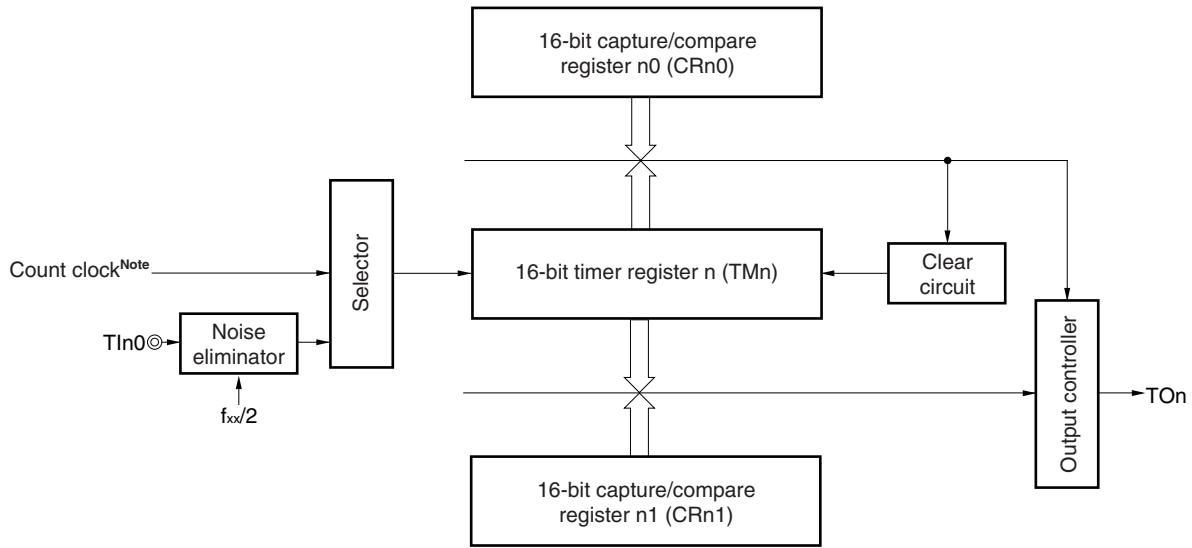 16-bit capture/compare
register n0 (CRn0)
Selector
Count clockNote
16-bit timer register n (TMn)
Clear
circuit
TIn0
Noise
eliminator
fxx/2
Output controller
TOn
16-bit capture/compare
register n1 (CRn1)